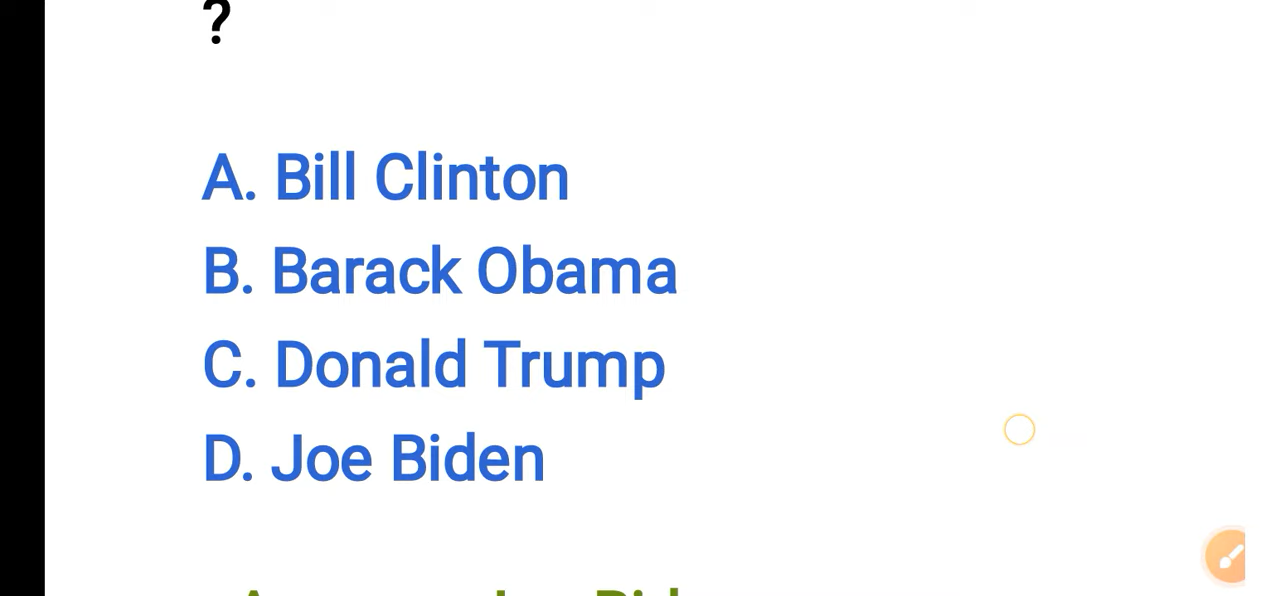 ?
A. Bill Clinton
B. Barack Obama
C. Donald Trump
D. Joe Biden